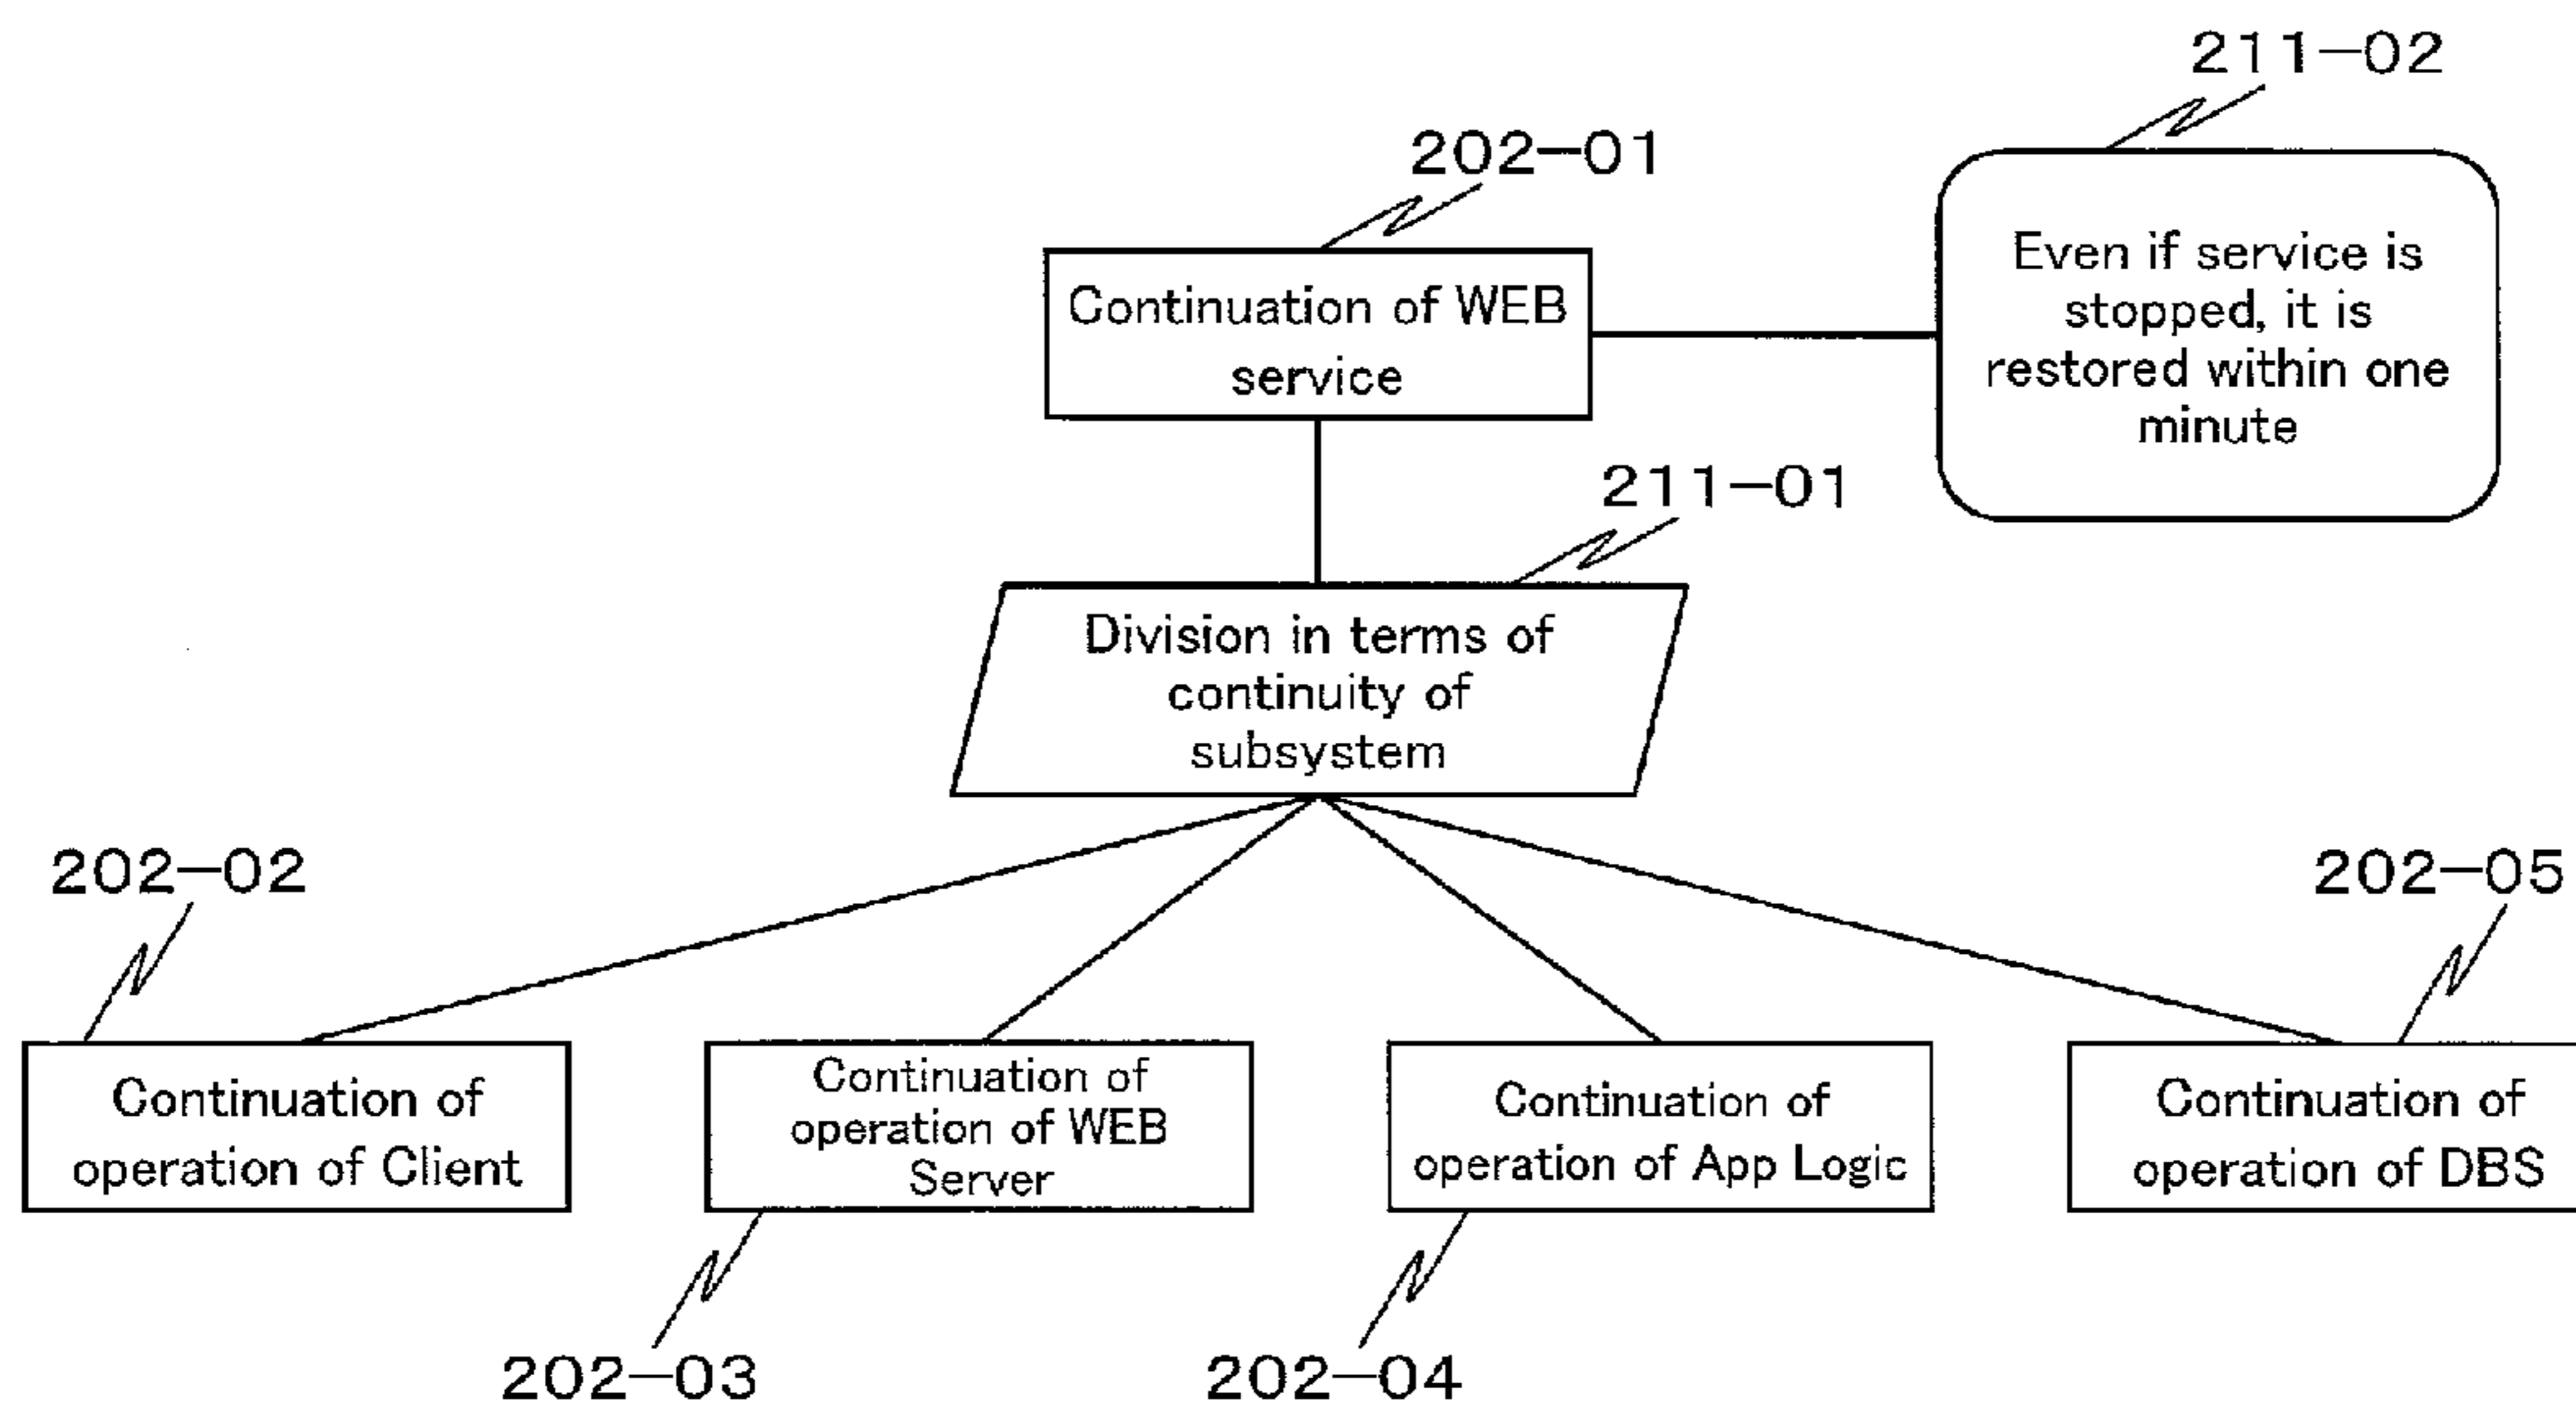 211-02
202-01
Even if service is
stopped, it is
restored within one
minute
Continuation of WEB
service
211-01
Division in terms of
continuity of
subsystem
202-02
202-05
Continuation of
operation of Client
Continuation of
operation of WEB
Server
Continuation of
operation of App Logic
Continuation of
operation of DBS
202-03
202-04